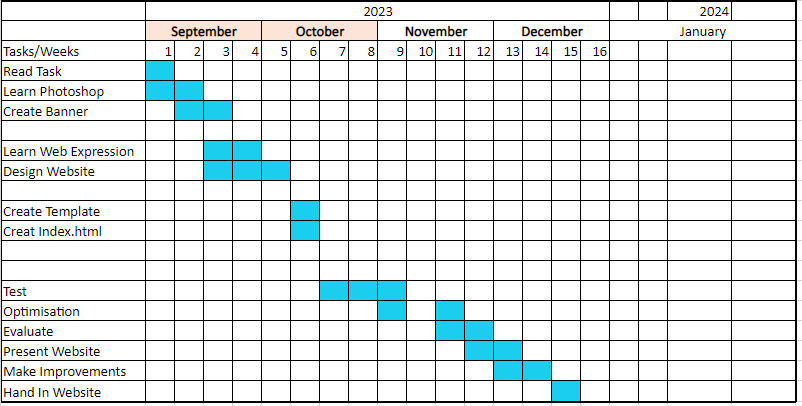 2023 2024
September October November December January
Tasks/Weeks 1 2 3 4 5 6 7 8 9 10 11 12 13 14 15 16
Read Task
Learn Photoshop
Create Banner
Learn Web Expression
Design Website
Create Template
Creat Index.html
Test
Optimisation
Evaluate
Present Website
Make Improvements
Hand In Website